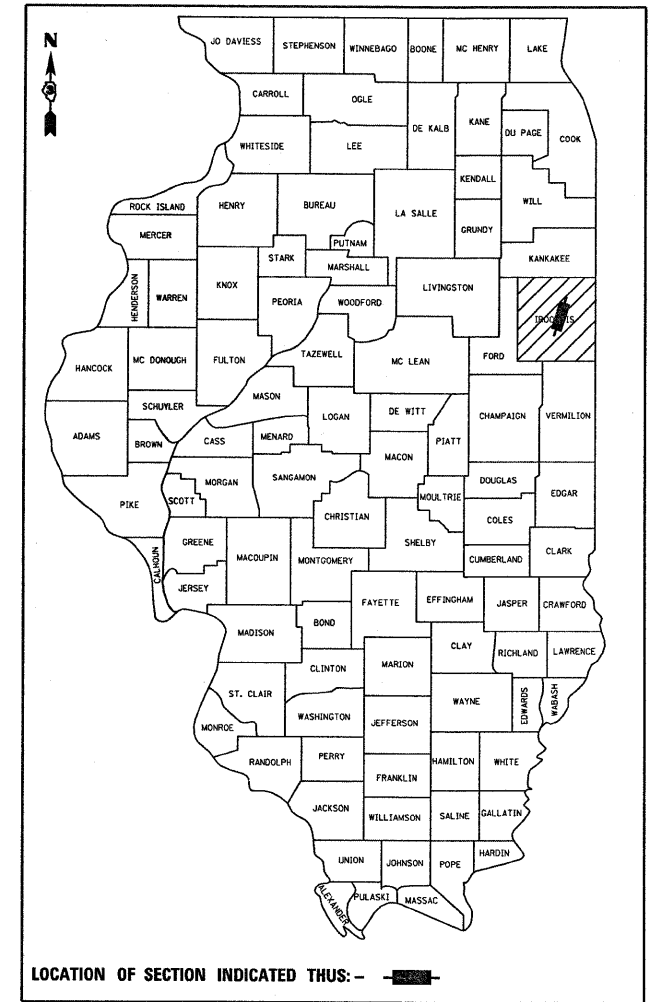 N
JO DAVIESS
STEPHENSON
WINNEBAGO
BOONE
MC HENRY
LAKE
CARROLL
OGLE
DE KALB
KANE
DU PAGE
COOK
WHITESIDE
LEE
KENDALL
WILL
ROCK ISLAND
HENRY
BUREAU
LA SALLE
GRUNDY
MERCER
PUTNAM
STARK
MARSHALL
KANKAKEE
HENDERSON
WARREN
KNOX
PEORIA
WOODFORD
LIVINGSTON
HANCOCK
MC DONOUGH
FULTON
TAZEWELL
MC LEAN
FORD
MASON
SCHUYLER
LOGAN
DE WITT
CHAMPAIGN
VERMILION
ADAMS
BROWN
CASS
MENARD
MACON
PIATT
PIKE
SCOTT
MORGAN
SANGAMON
MOULTRIE
DOUGLAS
EDGAR
CHRISTIAN
COLES
CALHOUN
GREENE
MACOUPIN
MONTGOMERY
SHELBY
CUMBERLAND
CLARK
JERSEY
FAYETTE
EFFINGHAM
JASPER
CRAWFORD
MADISON
BOND
CLAY
RICHLAND
LAWRENCE
CLINTON
MARION
ST. CLAIR
WAYNE
EDWARDS
WABASH
WASHINGTON
JEFFERSON
MONROE
RANDOLPH
PERRY
HAMILTON
WHITE
FRANKLIN
JACKSON
WILLIAMSON
SALINE
GALLATIN
UNION
JOHNSON
POPE
HARDIN
ALEXANDER
PULASKI
MASSAC
LOCATION OF SECTION INDICATED THUS: –